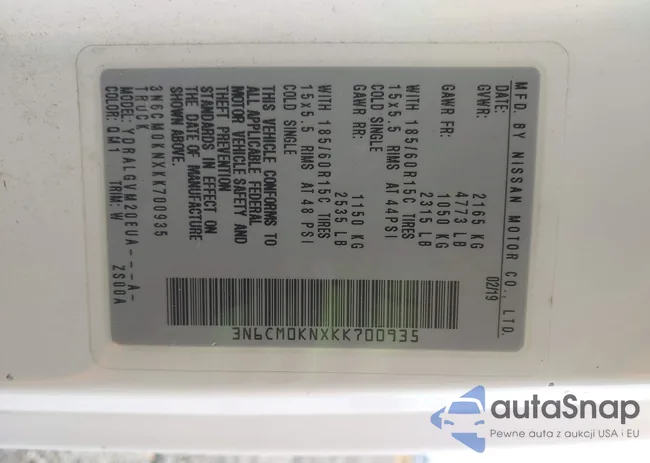 MFD. BY NISSAN MOTOR CO., LTD.
DATE: 02/19
GVWR: 2165 KG
4773 LB
GAWR FR: 1050 KG
2315 LB
WITH 185/60R15C TIRES
15x5.5 RIMS AT 44PSI
COLD SINGLE
GAWR RR: 1150 KG
2535 LB
WITH 185/60R15C TIRES
15x5.5 RIMS AT 48 PSI
COLD SINGLE
THIS VEHICLE CONFORMS TO
ALL APPLICABLE FEDERAL
MOTOR VEHICLE SAFETY AND
THEFT PREVENTION
STANDARDS IN EFFECT ON
THE DATE OF MANUFACTURE
SHOWN ABOVE.
3N6CM0KNXKK700935
TRUCK
COLOR: QM1 TRIM: W
MODEL: YDRALGVM20EUA---A-
ZS00A
3N6CM0KNXKK700935
autaSnap
Pewne auta z aukcji USA i EU